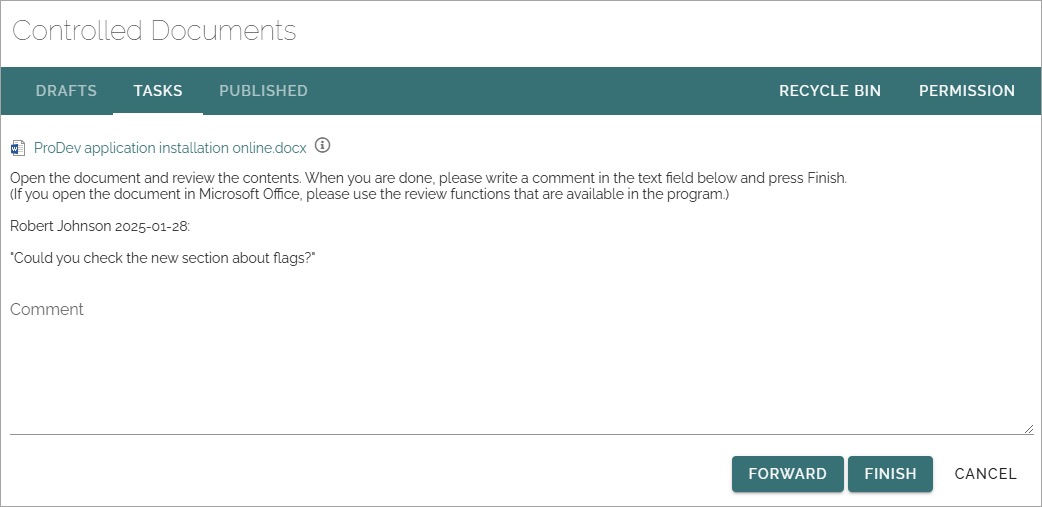 Controlled Documents
DRAFTS TASKS PUBLISHED RECYCLE BIN PERMISSION
ProDev application installation online.docx
Open the document and review the contents. When you are done, please write a comment in the text field below and press Finish.
(If you open the document in Microsoft Office, please use the review functions that are available in the program.)
Robert Johnson 2025-01-28:
"Could you check the new section about flags?"
Comment
FORWARD FINISH CANCEL